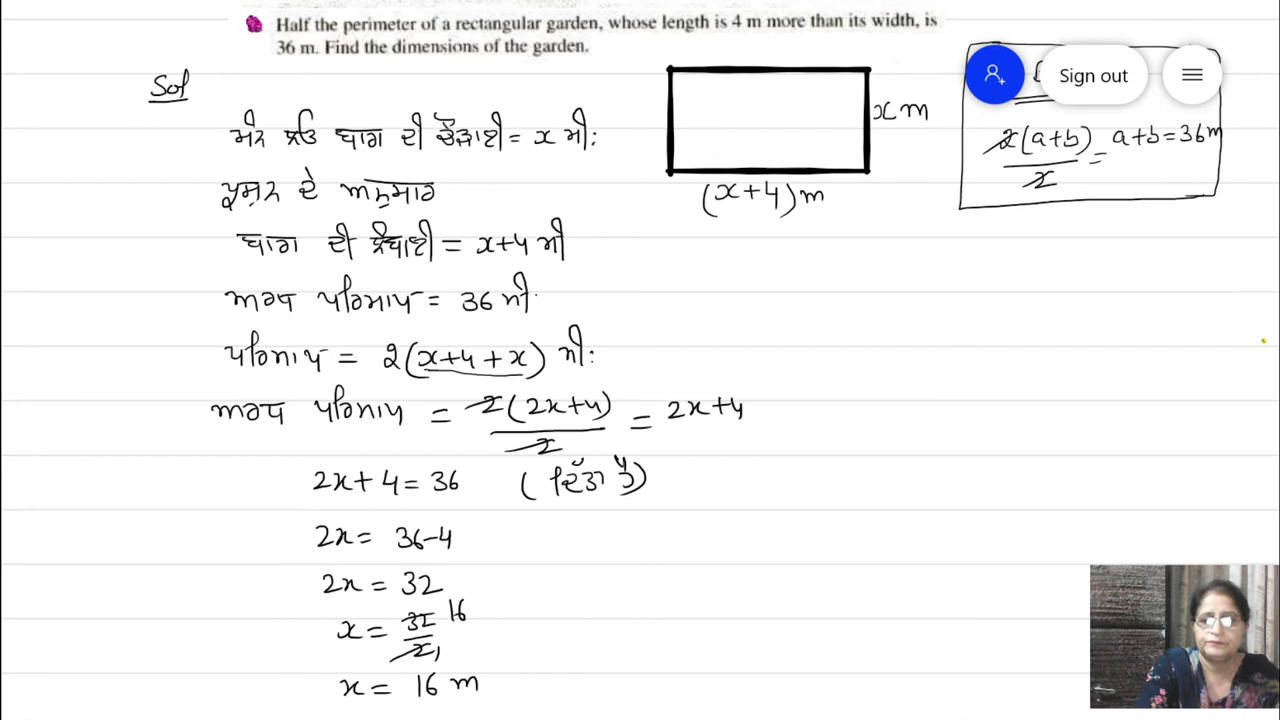 Half the perimeter of a rectangular garden, whose length is 4 m more than its width, is
36 m. Find the dimensions of the garden.
Sign out
Sol
ਮੰਨ ਲਓ ਬਾਗ ਦੀ ਚੌੜਾਈ = x ਮੀ:
x m
(x+4) m
2(a+b)/2 = a+b = 36m
ਪ੍ਰਸ਼ਨ ਦੇ ਅਨੁਸਾਰ
ਬਾਗ ਦੀ ਲੰਬਾਈ = x+4 ਮੀ
ਅਰਧ ਪਰਿਮਾਪ = 36 ਮੀ.
ਪਰਿਮਾਪ = 2(x+4+x) ਮੀ:
ਅਰਧ ਪਰਿਮਾਪ = 2(2x+4)/2 = 2x+4
2x+4 = 36 (ਦਿੱਤਾ ਹੈ)
2x = 36-4
2x = 32
x = 32/2 16 1
x = 16 m